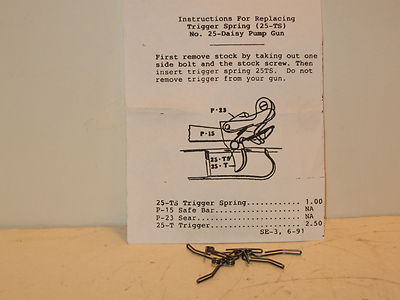 Instructions For Replacing
Trigger Spring (25-TS)
No. 25-Daisy Pump Gun
First remove stock by taking out one
side bolt and the stock screw. Then
insert trigger spring 25TS. Do not
remove trigger from your gun.
P-23
P-15
25-TS
25-T
25-TS Trigger Spring............ 1.00
P-15 Safe Bar................... NA
P-23 Sear....................... NA
25-T Trigger.................... 2.50
SE-3, 6-91